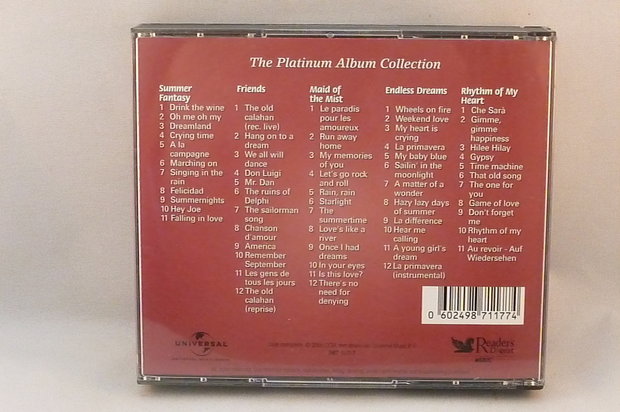 The Platinum Album Collection
Summer
Fantasy
1 Drink the wine
2 Oh me oh my
3 Dreamland
4 Crying time
5 A la
campagne
6 Marching on
7 Singing in the
rain
8 Felicidad
9 Summernights
10 Hey Joe
11 Falling in love
Friends
1 The old
calahan
(rec. live)
2 Hang on to a
dream
3 We all will
dance
4 Don Luigi
5 Mr. Dan
6 The ruins of
Delphi
7 The sailorman
song
8 Chanson
d'amour
9 America
10 Remember
September
11 Les gens de
tous les jours
12 The old
calahan
(reprise)
Maid of
the Mist
1 Le paradis
pour les
amoureux
2 Run away
home
3 My memories
of you
4 Let's go rock
and roll
5 Rain, rain
6 Starlight
7 The
summertime
8 Love's like a
river
9 Once I had
dreams
10 In your eyes
11 Is this love?
12 There's no
need for
denying
Endless Dreams
1 Wheels on fire
2 Weekend love
3 My heart is
crying
4 La primavera
5 My baby blue
6 Sailin' in the
moonlight
7 A matter of a
wonder
8 Hazy lazy days
of summer
9 La différence
10 Hear me
calling
11 A young girl's
dream
12 La primavera
(instrumental)
Rhythm of My
Heart
1 Che Sarà
2 Gimme,
gimme
happiness
3 Hilee Hilay
4 Gypsy
5 Time machine
6 That old song
7 The one for
you
8 Game of love
9 Don't forget
me
10 Rhythm of my
heart
11 Au revoir - Auf
Wiedersehen
0 602498 711774
UNIVERSAL
Reader's
Digest
MUSIC